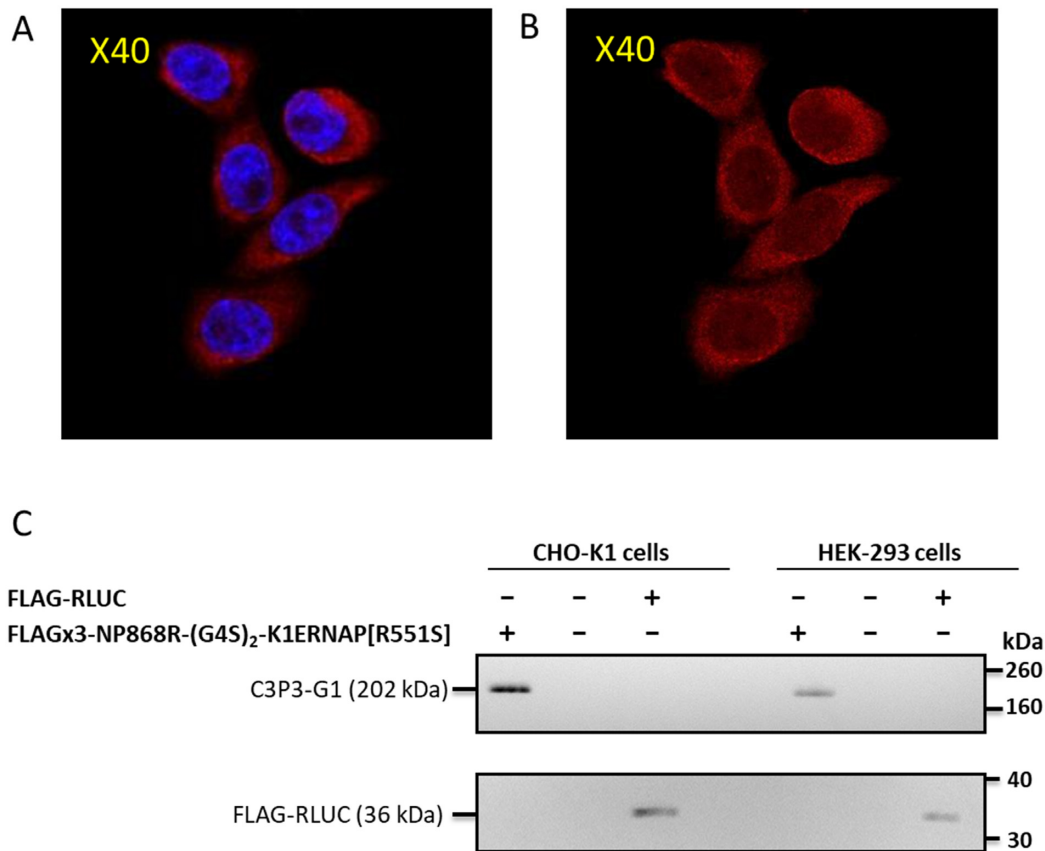 A
X40
B
X40
C
CHO-K1 cells HEK-293 cells
FLAG-RLUC − − + − − +
FLAGx3-NP868R-(G4S)₂-K1ERNAP[R551S] + − − + − −
kDa
C3P3-G1 (202 kDa)
260
160
FLAG-RLUC (36 kDa)
40
30